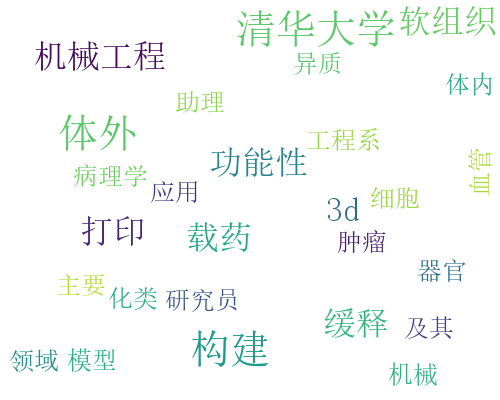 清华大学 软组织
机械工程 异质
体内
助理
体外 工程系
功能性 血管
病理学 应用 细胞
3d
打印 载药 肿瘤
器官
主要 化类 研究员
构建 缓释 及其
领域 模型 机械